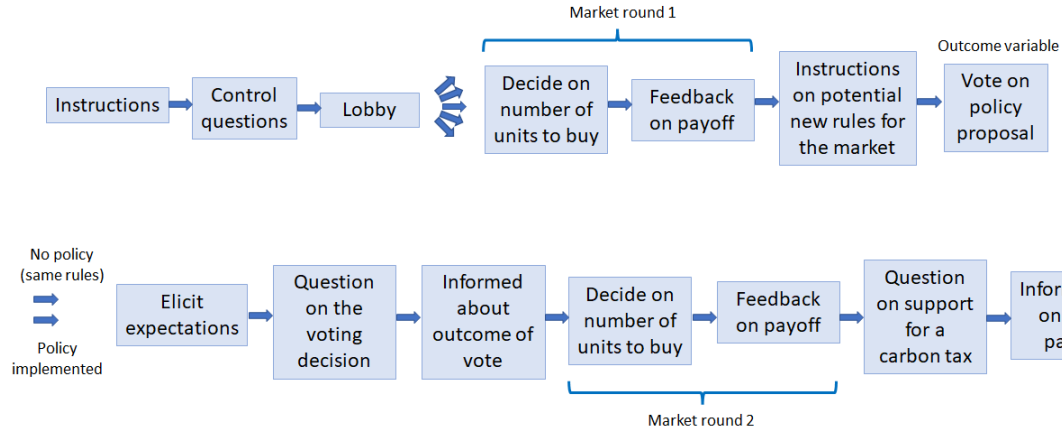 Market round 1
Instructions
Control
questions
Lobby
Decide on
number of
units to buy
Feedback
on payoff
Instructions
on potential
new rules for
the market
Outcome variable
Vote on
policy
proposal
No policy
(same rules)
Policy
implemented
Elicit
expectations
Question
on the
voting
decision
Informed
about
outcome of
vote
Decide on
number of
units to buy
Feedback
on payoff
Question
on support
for a
carbon tax
Market round 2